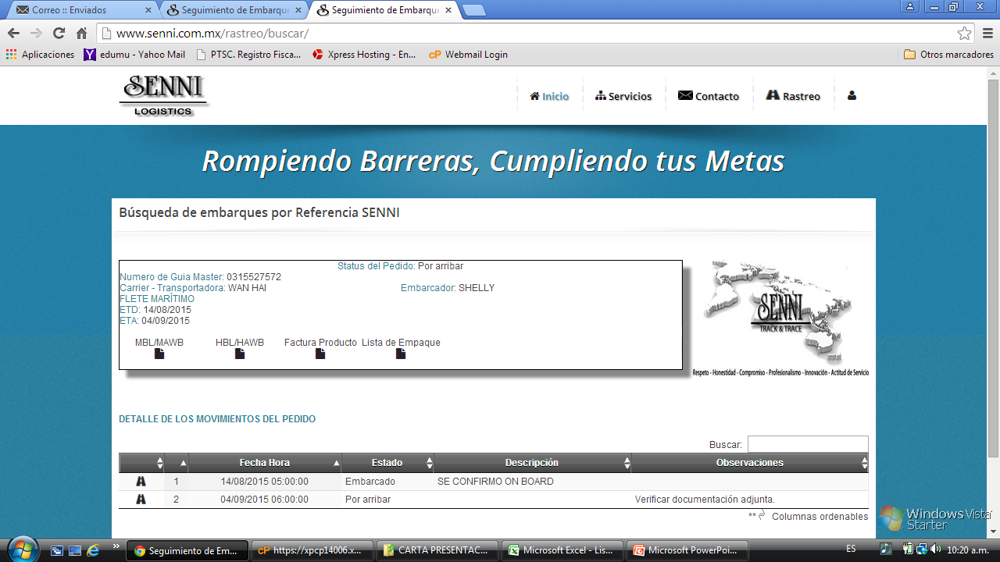 Correo :: Enviados
Seguimiento de Embarqu
Seguimiento de Embarqu
www.senni.com.mx/rastreo/buscar/
Aplicaciones
edumu - Yahoo Mail
PTSC. Registro Fisca...
Xpress Hosting - En...
cP Webmail Login
Otros marcadores
SENNI
LOGISTICS
Inicio
Servicios
Contacto
Rastreo
Rompiendo Barreras, Cumpliendo tus Metas
Búsqueda de embarques por Referencia SENNI
Status del Pedido: Por arribar
Numero de Guia Master: 0315527572
Carrier - Transportadora: WAN HAI Embarcador: SHELLY
FLETE MARÍTIMO
ETD: 14/08/2015
ETA: 04/09/2015
MBL/MAWB HBL/HAWB Factura Producto Lista de Empaque
SENNI
TRACK & TRACE
Respeto - Honestidad - Compromiso - Profesionalismo - Innovación - Actitud de Servicio
DETALLE DE LOS MOVIMIENTOS DEL PEDIDO
Buscar:
Fecha Hora Estado Descripción Observaciones
1 14/08/2015 05:00:00 Embarcado SE CONFIRMO ON BOARD
2 04/09/2015 06:00:00 Por arribar Verificar documentación adjunta.
** Columnas ordenables
Windows Vista
Starter
Seguimiento de Em...
cP https://xpcp14006.x...
CARTA PRESENTAC...
Microsoft Excel - Lis...
Microsoft PowerPoi...
ES
10:20 a.m.